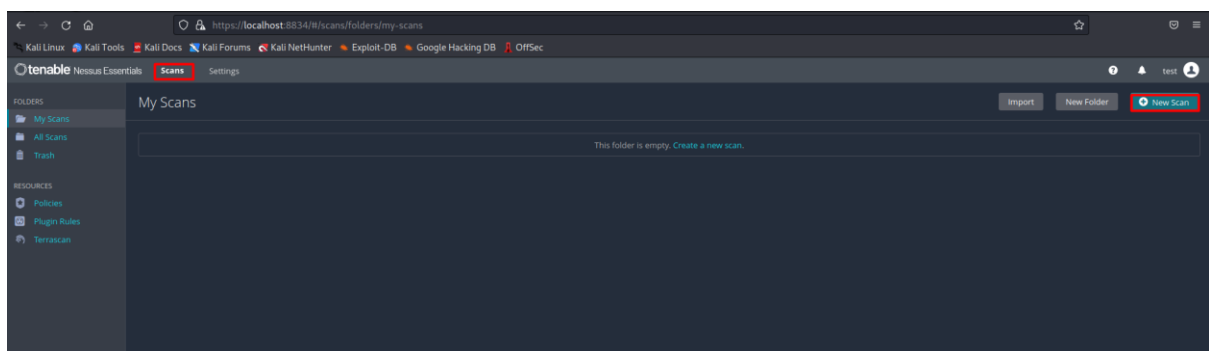 https://localhost:8834/#/scans/folders/my-scans
Kali Linux Kali Tools Kali Docs Kali Forums Kali NetHunter Exploit-DB Google Hacking DB OffSec
tenable Nessus Essentials Scans Settings test
FOLDERS
My Scans
All Scans
Trash
RESOURCES
Policies
Plugin Rules
Terrascan
My Scans Import New Folder New Scan
This folder is empty. Create a new scan.